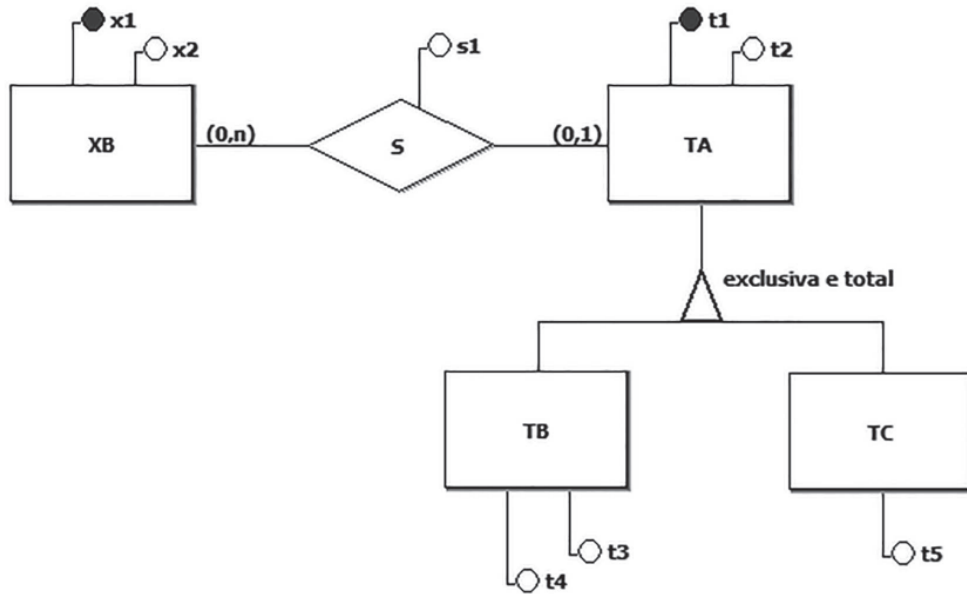 x1
x2
s1
t1
t2
XB
(0,n)
S
(0,1)
TA
exclusiva e total
TB
TC
t3
t4
t5